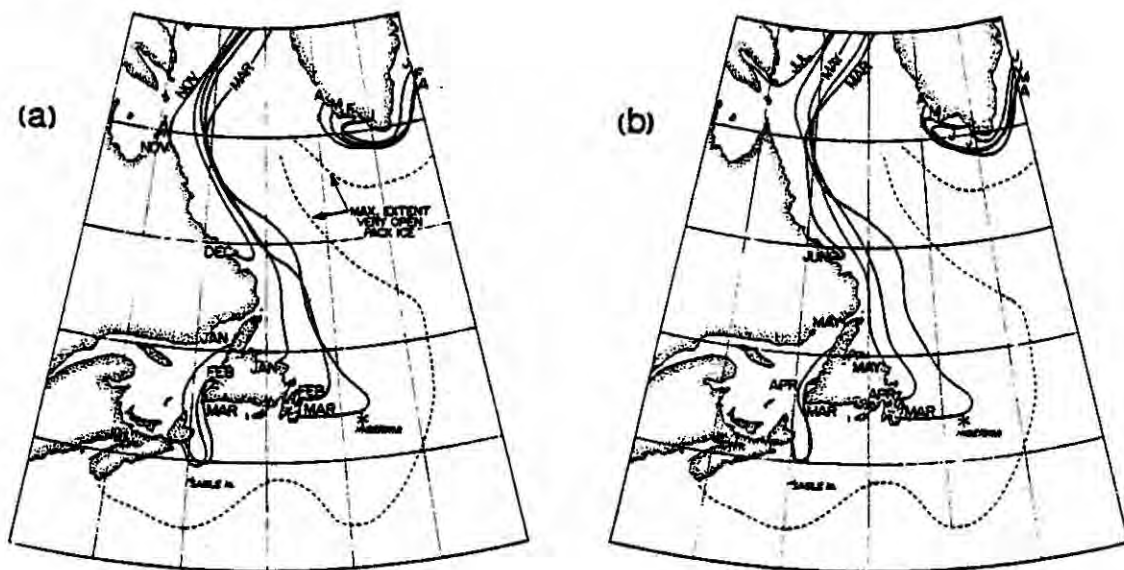 (a)
NOV
MAR
NOV
J
F
A
A
M
F
MAX. EXTENT
VERY OPEN
PACK ICE
DEC
JAN
FEB
JAN
FEB
MAR
MAR
SABLE IS.
(b)
JUL
MAY
MAR
J
M
A
A
M
J
JUNE
MAY
MAY
APR
APR
MAR
MAR
SABLE IS.